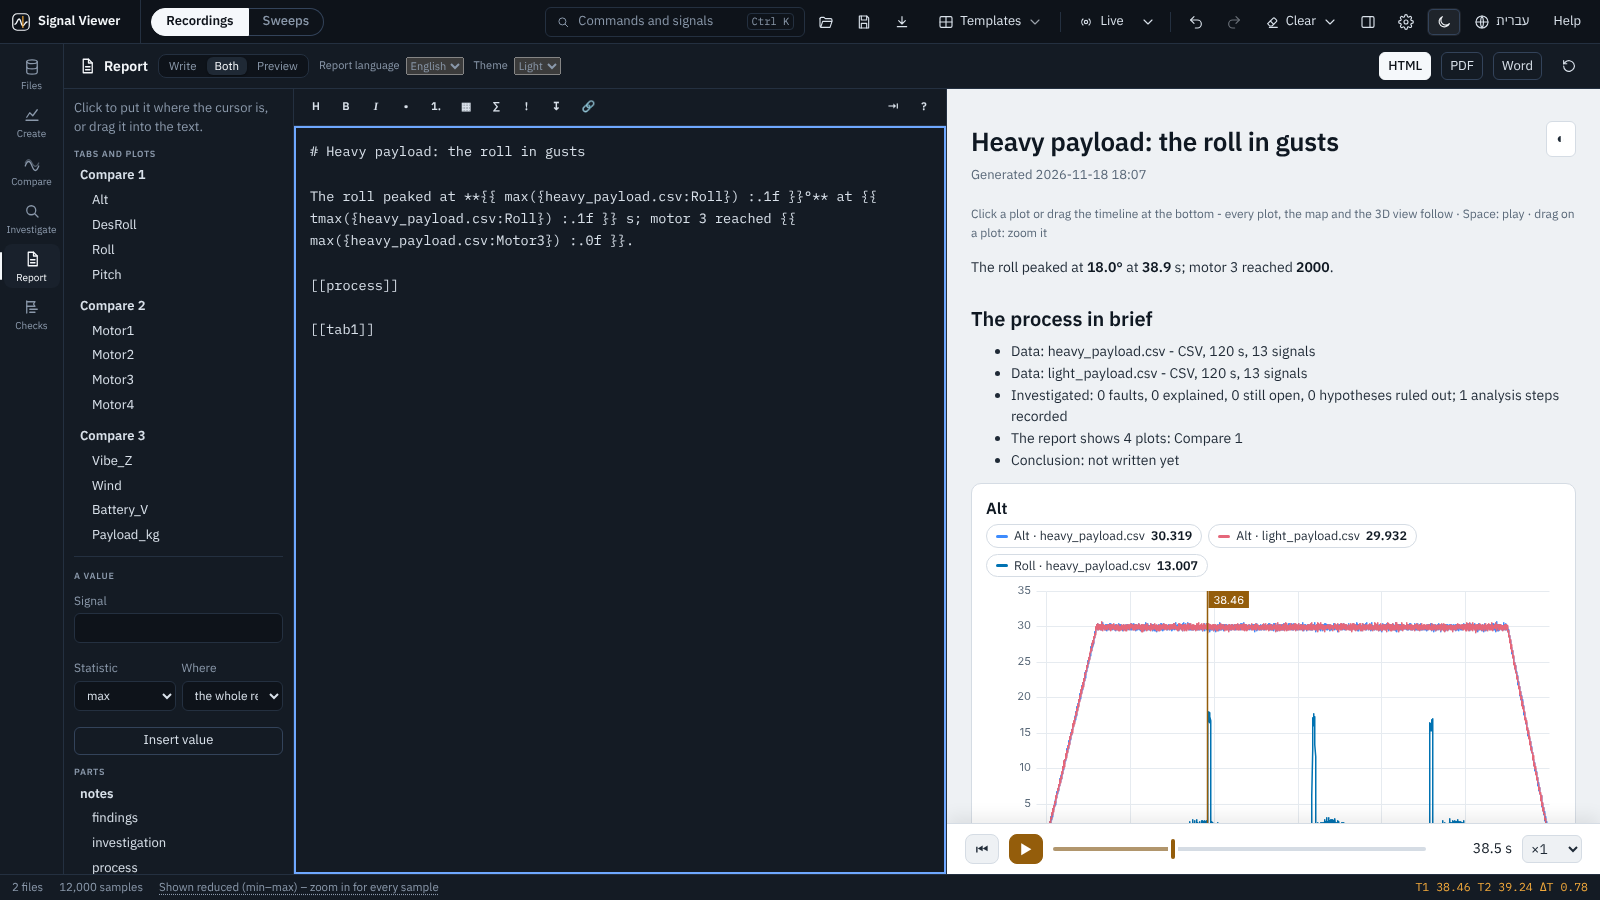 Signal Viewer
Recordings
Sweeps
Commands and signals
Ctrl K
Templates
Live
Clear
עברית
Help
Files
Create
Compare
Investigate
Report
Checks
Report
Write
Both
Preview
Report language
English
Theme
Light
HTML
PDF
Word
Click to put it where the cursor is,
or drag it into the text.
TABS AND PLOTS
Compare 1
Alt
DesRoll
Roll
Pitch
Compare 2
Motor1
Motor2
Motor3
Motor4
Compare 3
Vibe_Z
Wind
Battery_V
Payload_kg
A VALUE
Signal
Statistic
Where
max
the whole re
Insert value
PARTS
notes
findings
investigation
process
H B I • 1. ▦ Σ ! ↧ 🔗 ⇥ ?
# Heavy payload: the roll in gusts
The roll peaked at **{{ max({heavy_payload.csv:Roll}) :.1f }}°** at {{
tmax({heavy_payload.csv:Roll}) :.1f }} s; motor 3 reached {{
max({heavy_payload.csv:Motor3}) :.0f }}.
[[process]]
[[tab1]]
Heavy payload: the roll in gusts
Generated 2026-11-18 18:07
Click a plot or drag the timeline at the bottom - every plot, the map and the 3D view follow · Space: play · drag on
a plot: zoom it
The roll peaked at 18.0° at 38.9 s; motor 3 reached 2000.
The process in brief
• Data: heavy_payload.csv - CSV, 120 s, 13 signals
• Data: light_payload.csv - CSV, 120 s, 13 signals
• Investigated: 0 faults, 0 explained, 0 still open, 0 hypotheses ruled out; 1 analysis steps
recorded
• The report shows 4 plots: Compare 1
• Conclusion: not written yet
Alt
Alt · heavy_payload.csv 30.319
Alt · light_payload.csv 29.932
Roll · heavy_payload.csv 13.007
38.46
35
30
25
20
15
10
5
38.5 s
×1
2 files
12,000 samples
Shown reduced (min–max) – zoom in for every sample
T1 38.46 T2 39.24 ΔT 0.78